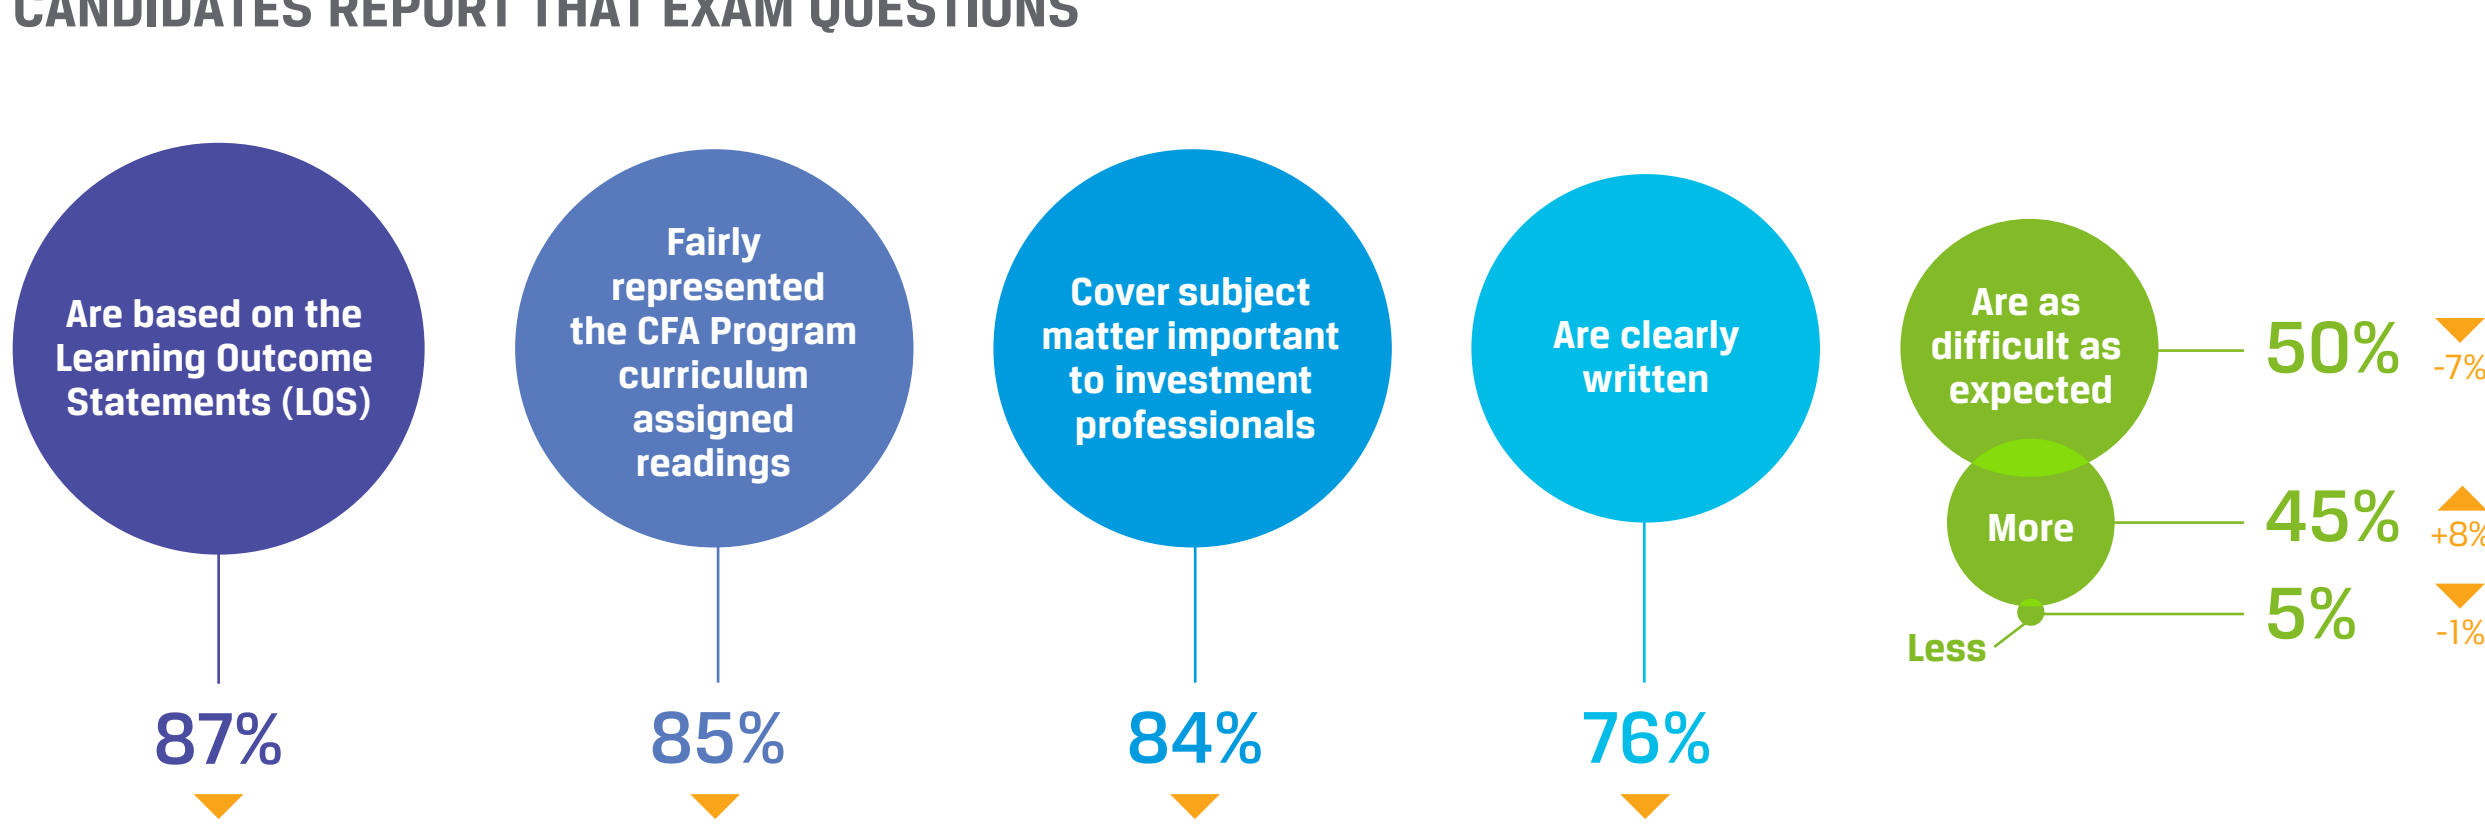 CANDIDATES REPORT THAT EXAM QUESTIONS
Are based on the
Learning Outcome
Statements (LOS)
87%
Fairly
represented
the CFA Program
curriculum
assigned
readings
85%
Cover subject
matter important
to investment
professionals
84%
Are clearly
written
76%
Are as
difficult as
expected
50%
-7%
More
45%
+8%
Less
5%
-1%